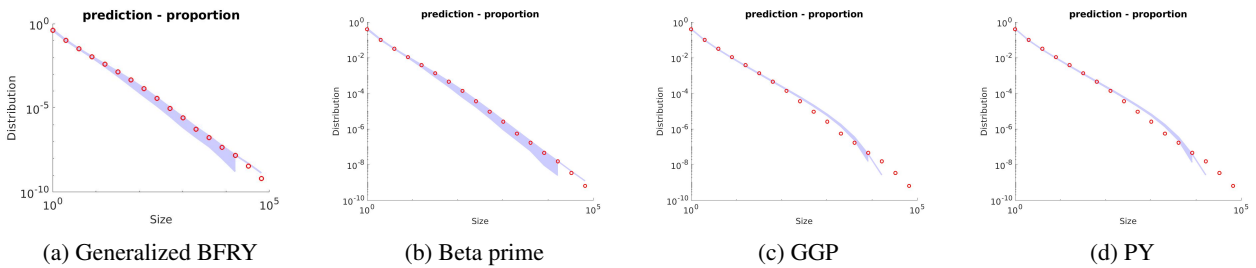 prediction - proportion
Distribution
10^0
10^-5
10^-10
10^0
10^5
Size
(a) Generalized BFRY
prediction - proportion
Distribution
10^0
10^-2
10^-4
10^-6
10^-8
10^-10
10^0
10^5
Size
(b) Beta prime
prediction - proportion
Distribution
10^0
10^-2
10^-4
10^-6
10^-8
10^-10
10^0
10^5
Size
(c) GGP
prediction - proportion
Distribution
10^0
10^-2
10^-4
10^-6
10^-8
10^-10
10^0
10^5
Size
(d) PY